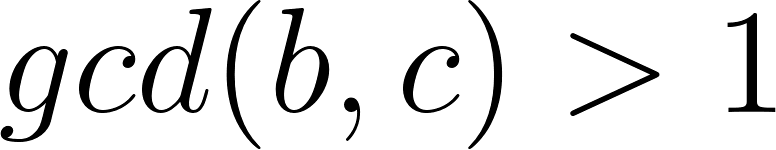 gcd(b, c) > 1